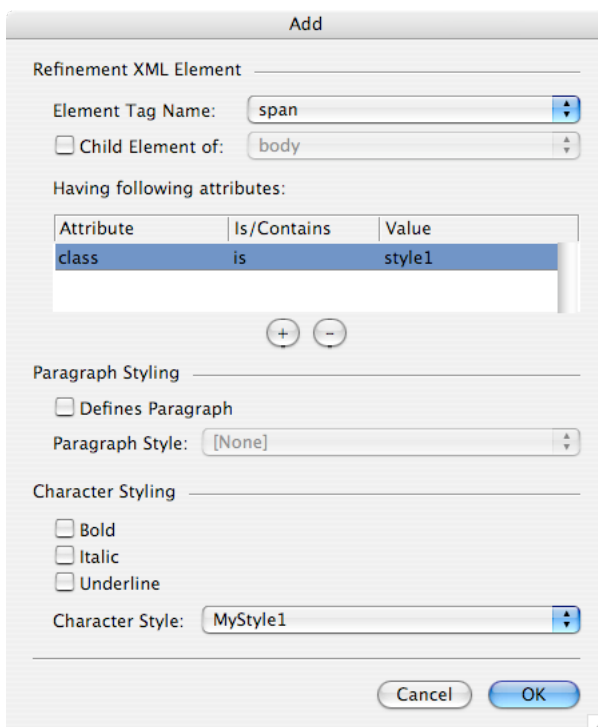 Add
Refinement XML Element
Element Tag Name: span
Child Element of: body
Having following attributes:
Attribute Is/Contains Value
class is style1
+ -
Paragraph Styling
Defines Paragraph
Paragraph Style: [None]
Character Styling
Bold
Italic
Underline
Character Style: MyStyle1
Cancel OK